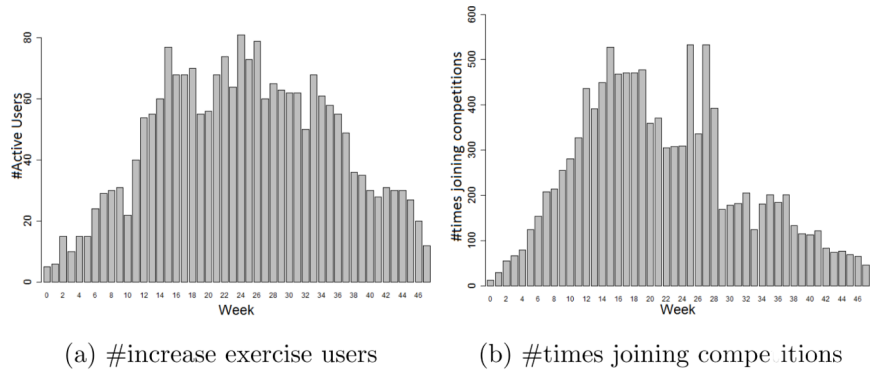 #Active Users
0
20
40
60
80
0 2 4 6 8 10 12 14 16 18 20 22 24 26 28 30 32 34 36 38 40 42 44 46
Week
(a) #increase exercise users
#times joining competitions
0
100
200
300
400
500
600
0 2 4 6 8 10 12 14 16 18 20 22 24 26 28 30 32 34 36 38 40 42 44 46
Week
(b) #times joining compe itions